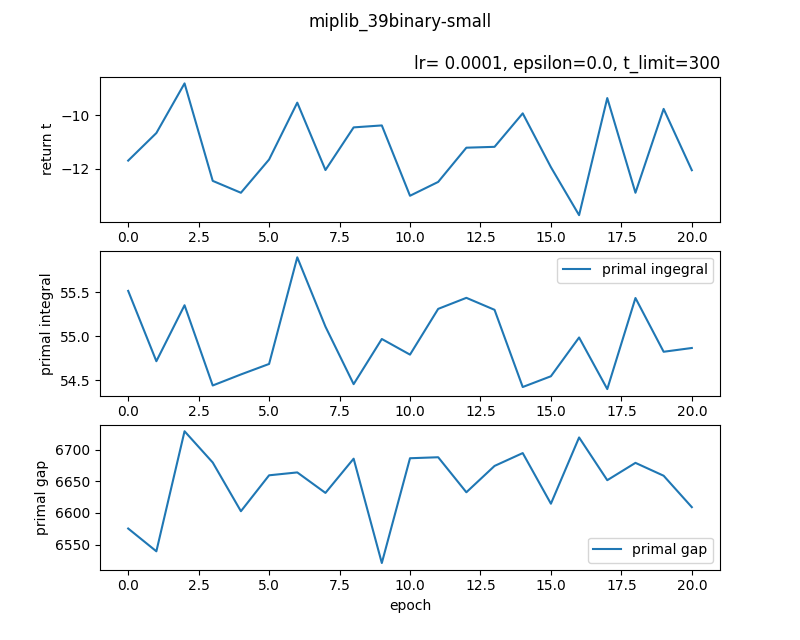 miplib_39binary-small
lr= 0.0001, epsilon=0.0, t_limit=300
return t
−10
−12
0.0 2.5 5.0 7.5 10.0 12.5 15.0 17.5 20.0
primal integral
primal ingegral
55.5
55.0
54.5
0.0 2.5 5.0 7.5 10.0 12.5 15.0 17.5 20.0
primal gap
6700
6650
6600
6550
primal gap
0.0 2.5 5.0 7.5 10.0 12.5 15.0 17.5 20.0
epoch